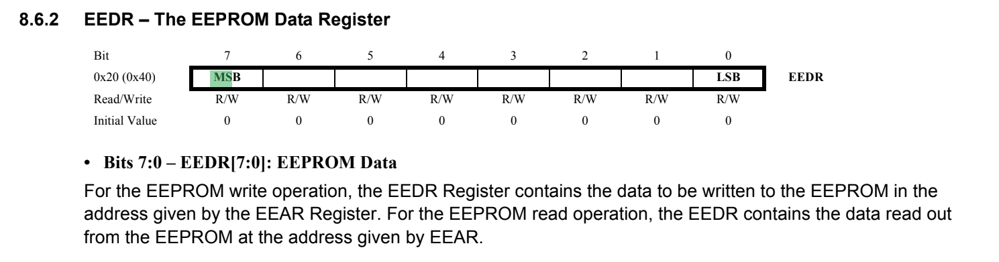 8.6.2 EEDR – The EEPROM Data Register
Bit 7 6 5 4 3 2 1 0
0x20 (0x40) MSB LSB EEDR
Read/Write R/W R/W R/W R/W R/W R/W R/W R/W
Initial Value 0 0 0 0 0 0 0 0
• Bits 7:0 – EEDR[7:0]: EEPROM Data
For the EEPROM write operation, the EEDR Register contains the data to be written to the EEPROM in the
address given by the EEAR Register. For the EEPROM read operation, the EEDR contains the data read out
from the EEPROM at the address given by EEAR.